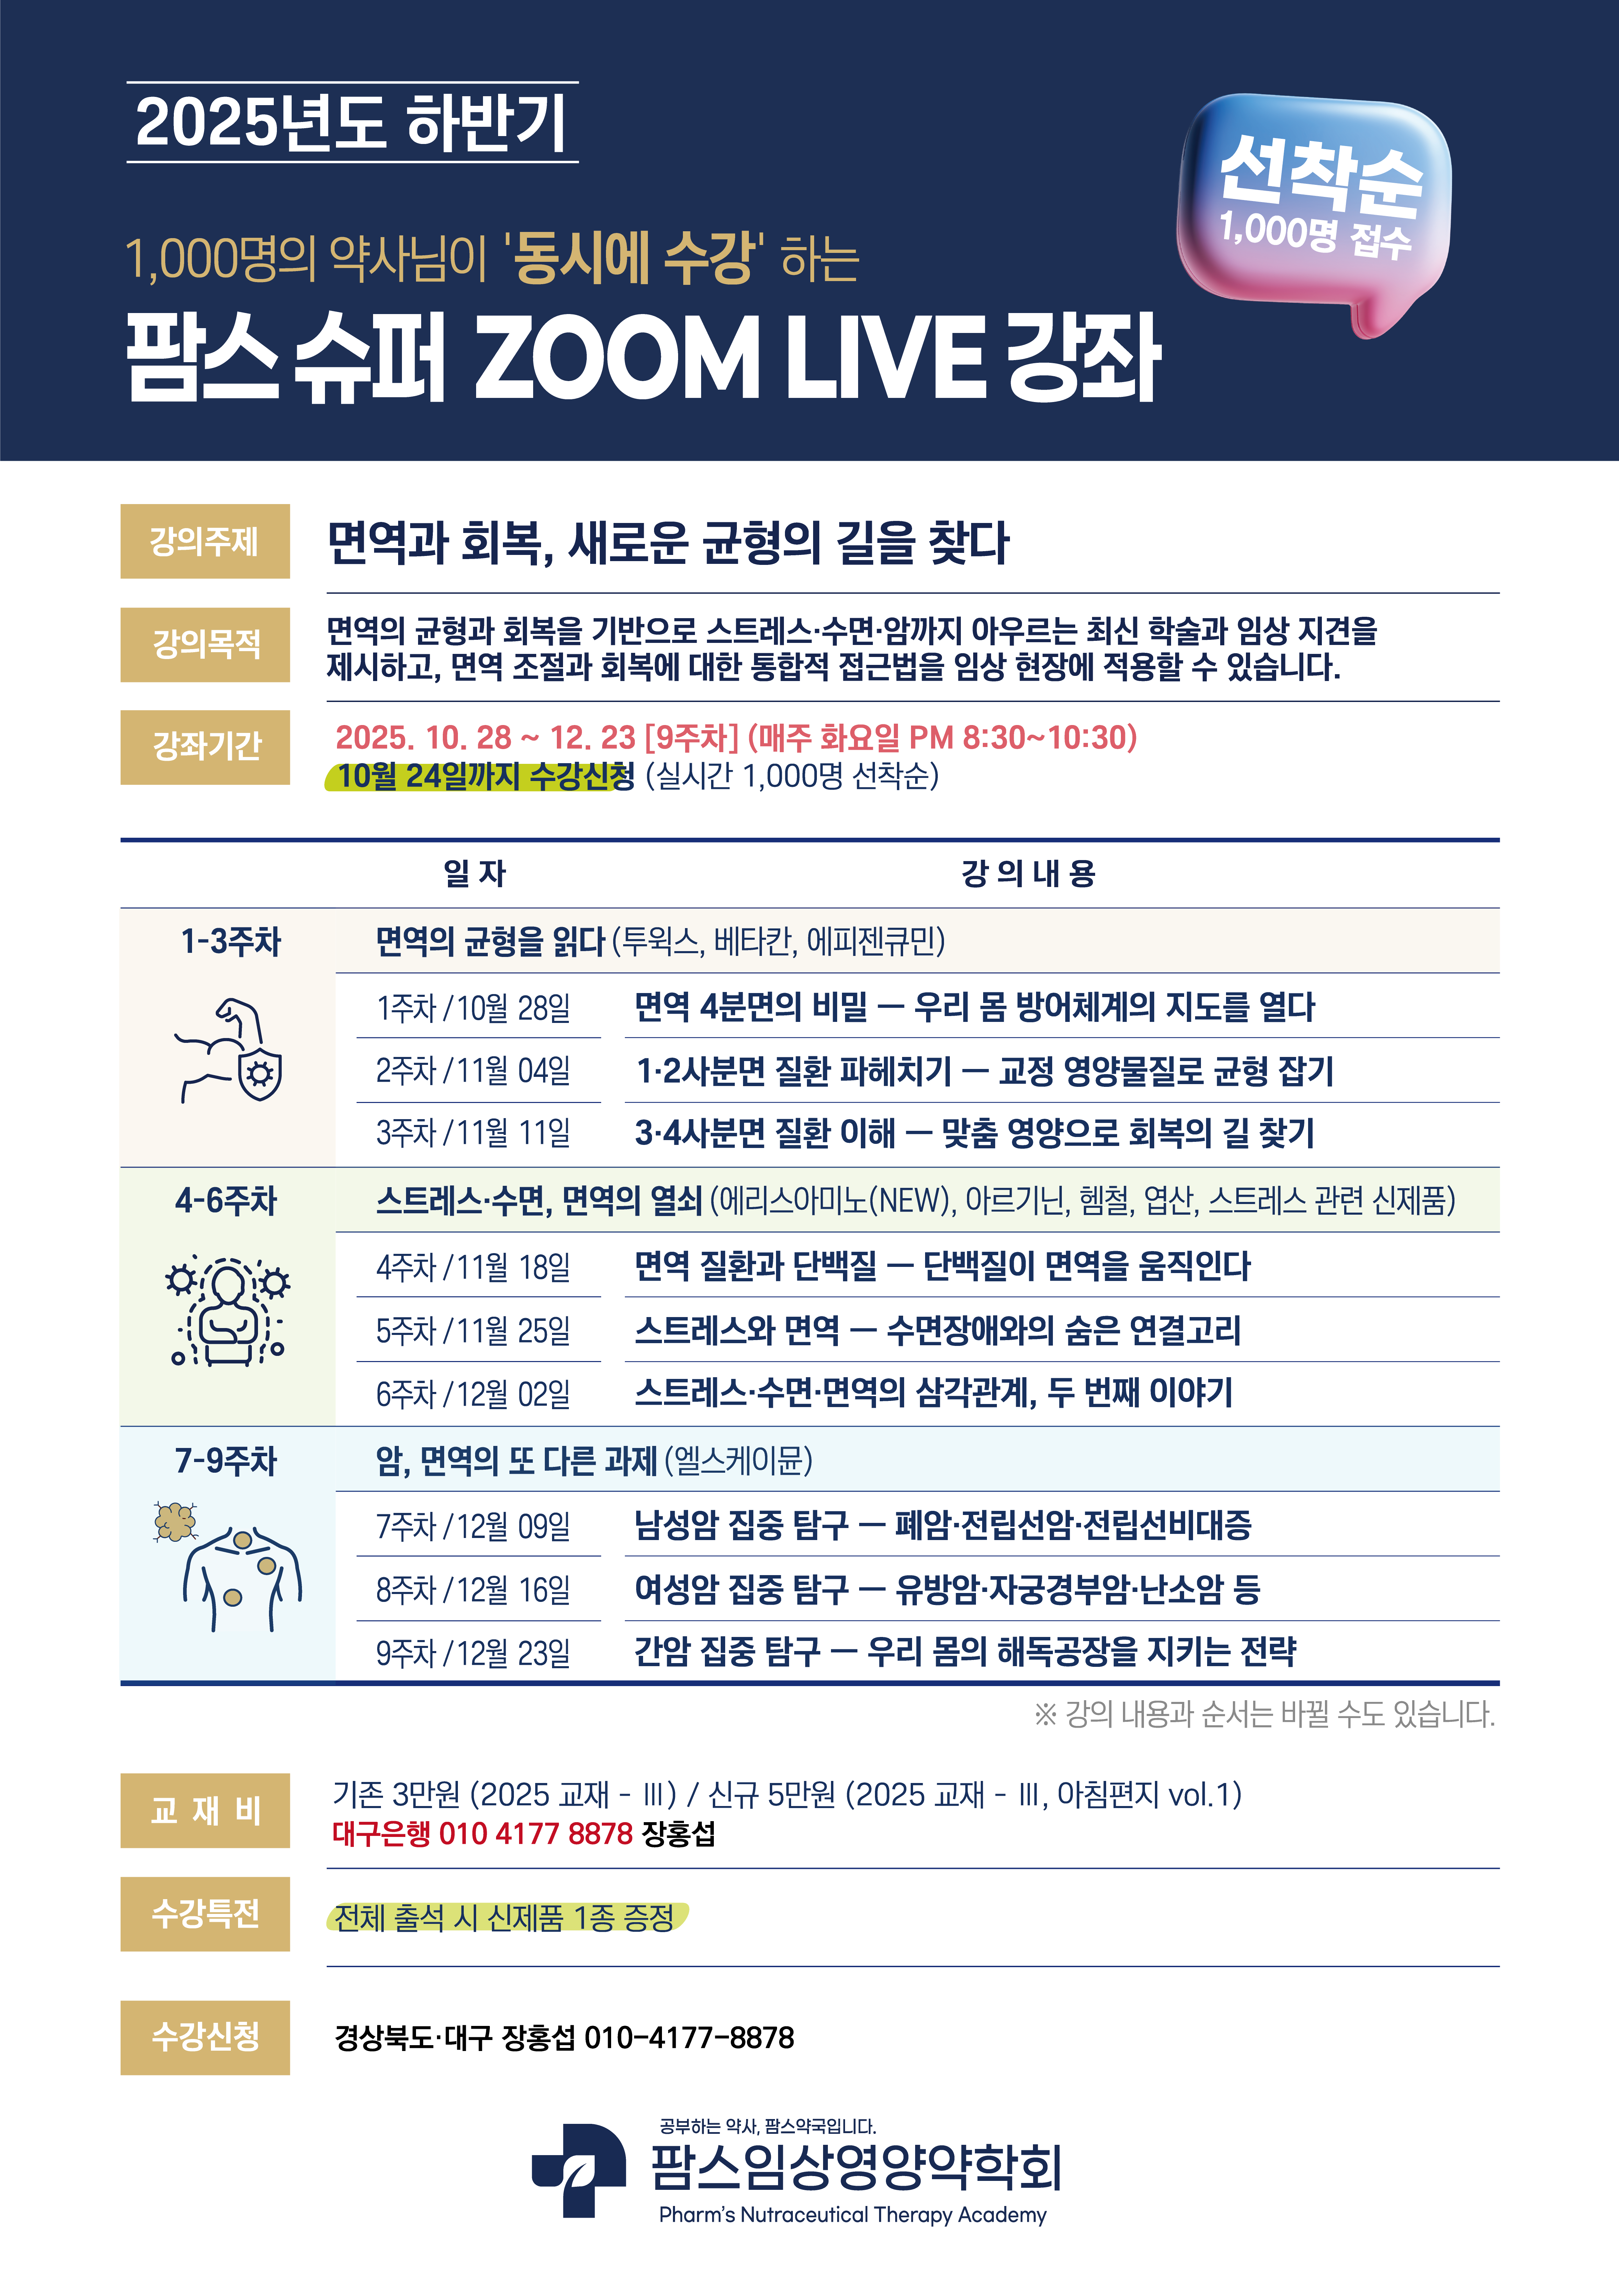 2025년도 하반기
선착순
1,000명 접수
1,000명의 약사님이 '동시에 수강' 하는
팜스 슈퍼 ZOOM LIVE 강좌
강의주제
면역과 회복, 새로운 균형의 길을 찾다
강의목적
면역의 균형과 회복을 기반으로 스트레스·수면·암까지 아우르는 최신 학술과 임상 지견을
제시하고, 면역 조절과 회복에 대한 통합적 접근법을 임상 현장에 적용할 수 있습니다.
강좌기간
2025. 10. 28 ~ 12. 23 [9주차] (매주 화요일 PM 8:30~10:30)
10월 24일까지 수강신청 (실시간 1,000명 선착순)
일 자 강 의 내 용
1-3주차 면역의 균형을 읽다 (투윅스, 베타칸, 에피젠큐민)
1주차 / 10월 28일 면역 4분면의 비밀 — 우리 몸 방어체계의 지도를 열다
2주차 / 11월 04일 1·2사분면 질환 파헤치기 — 교정 영양물질로 균형 잡기
3주차 / 11월 11일 3·4사분면 질환 이해 — 맞춤 영양으로 회복의 길 찾기
4-6주차 스트레스·수면, 면역의 열쇠 (에리스아미노(NEW), 아르기닌, 헴철, 엽산, 스트레스 관련 신제품)
4주차 / 11월 18일 면역 질환과 단백질 — 단백질이 면역을 움직인다
5주차 / 11월 25일 스트레스와 면역 — 수면장애와의 숨은 연결고리
6주차 / 12월 02일 스트레스·수면·면역의 삼각관계, 두 번째 이야기
7-9주차 암, 면역의 또 다른 과제 (엘스케이뮨)
7주차 / 12월 09일 남성암 집중 탐구 — 폐암·전립선암·전립선비대증
8주차 / 12월 16일 여성암 집중 탐구 — 유방암·자궁경부암·난소암 등
9주차 / 12월 23일 간암 집중 탐구 — 우리 몸의 해독공장을 지키는 전략
※ 강의 내용과 순서는 바뀔 수도 있습니다.
교 재 비
기존 3만원 (2025 교재 - Ⅲ) / 신규 5만원 (2025 교재 - Ⅲ, 아침편지 vol.1)
대구은행 010 4177 8878 장홍섭
수강특전
전체 출석 시 신제품 1종 증정
수강신청
경상북도·대구 장홍섭 010-4177-8878
공부하는 약사, 팜스약국입니다.
팜스임상영양약학회
Pharm's Nutraceutical Therapy Academy